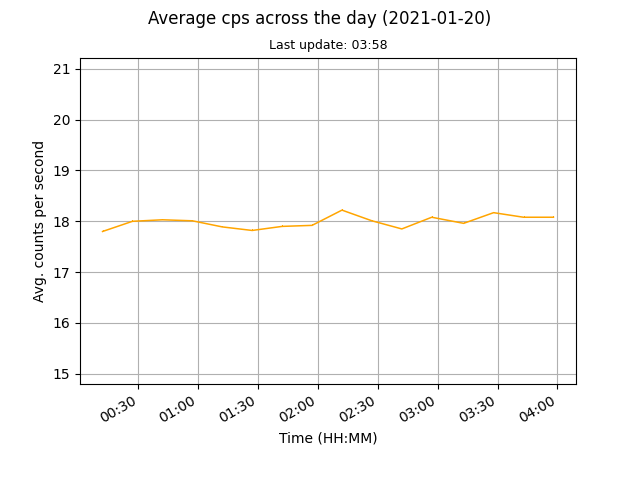 Average cps across the day (2021-01-20)
Last update: 03:58
21
20
19
18
17
16
15
Avg. counts per second
00:30 01:00 01:30 02:00 02:30 03:00 03:30 04:00
Time (HH:MM)